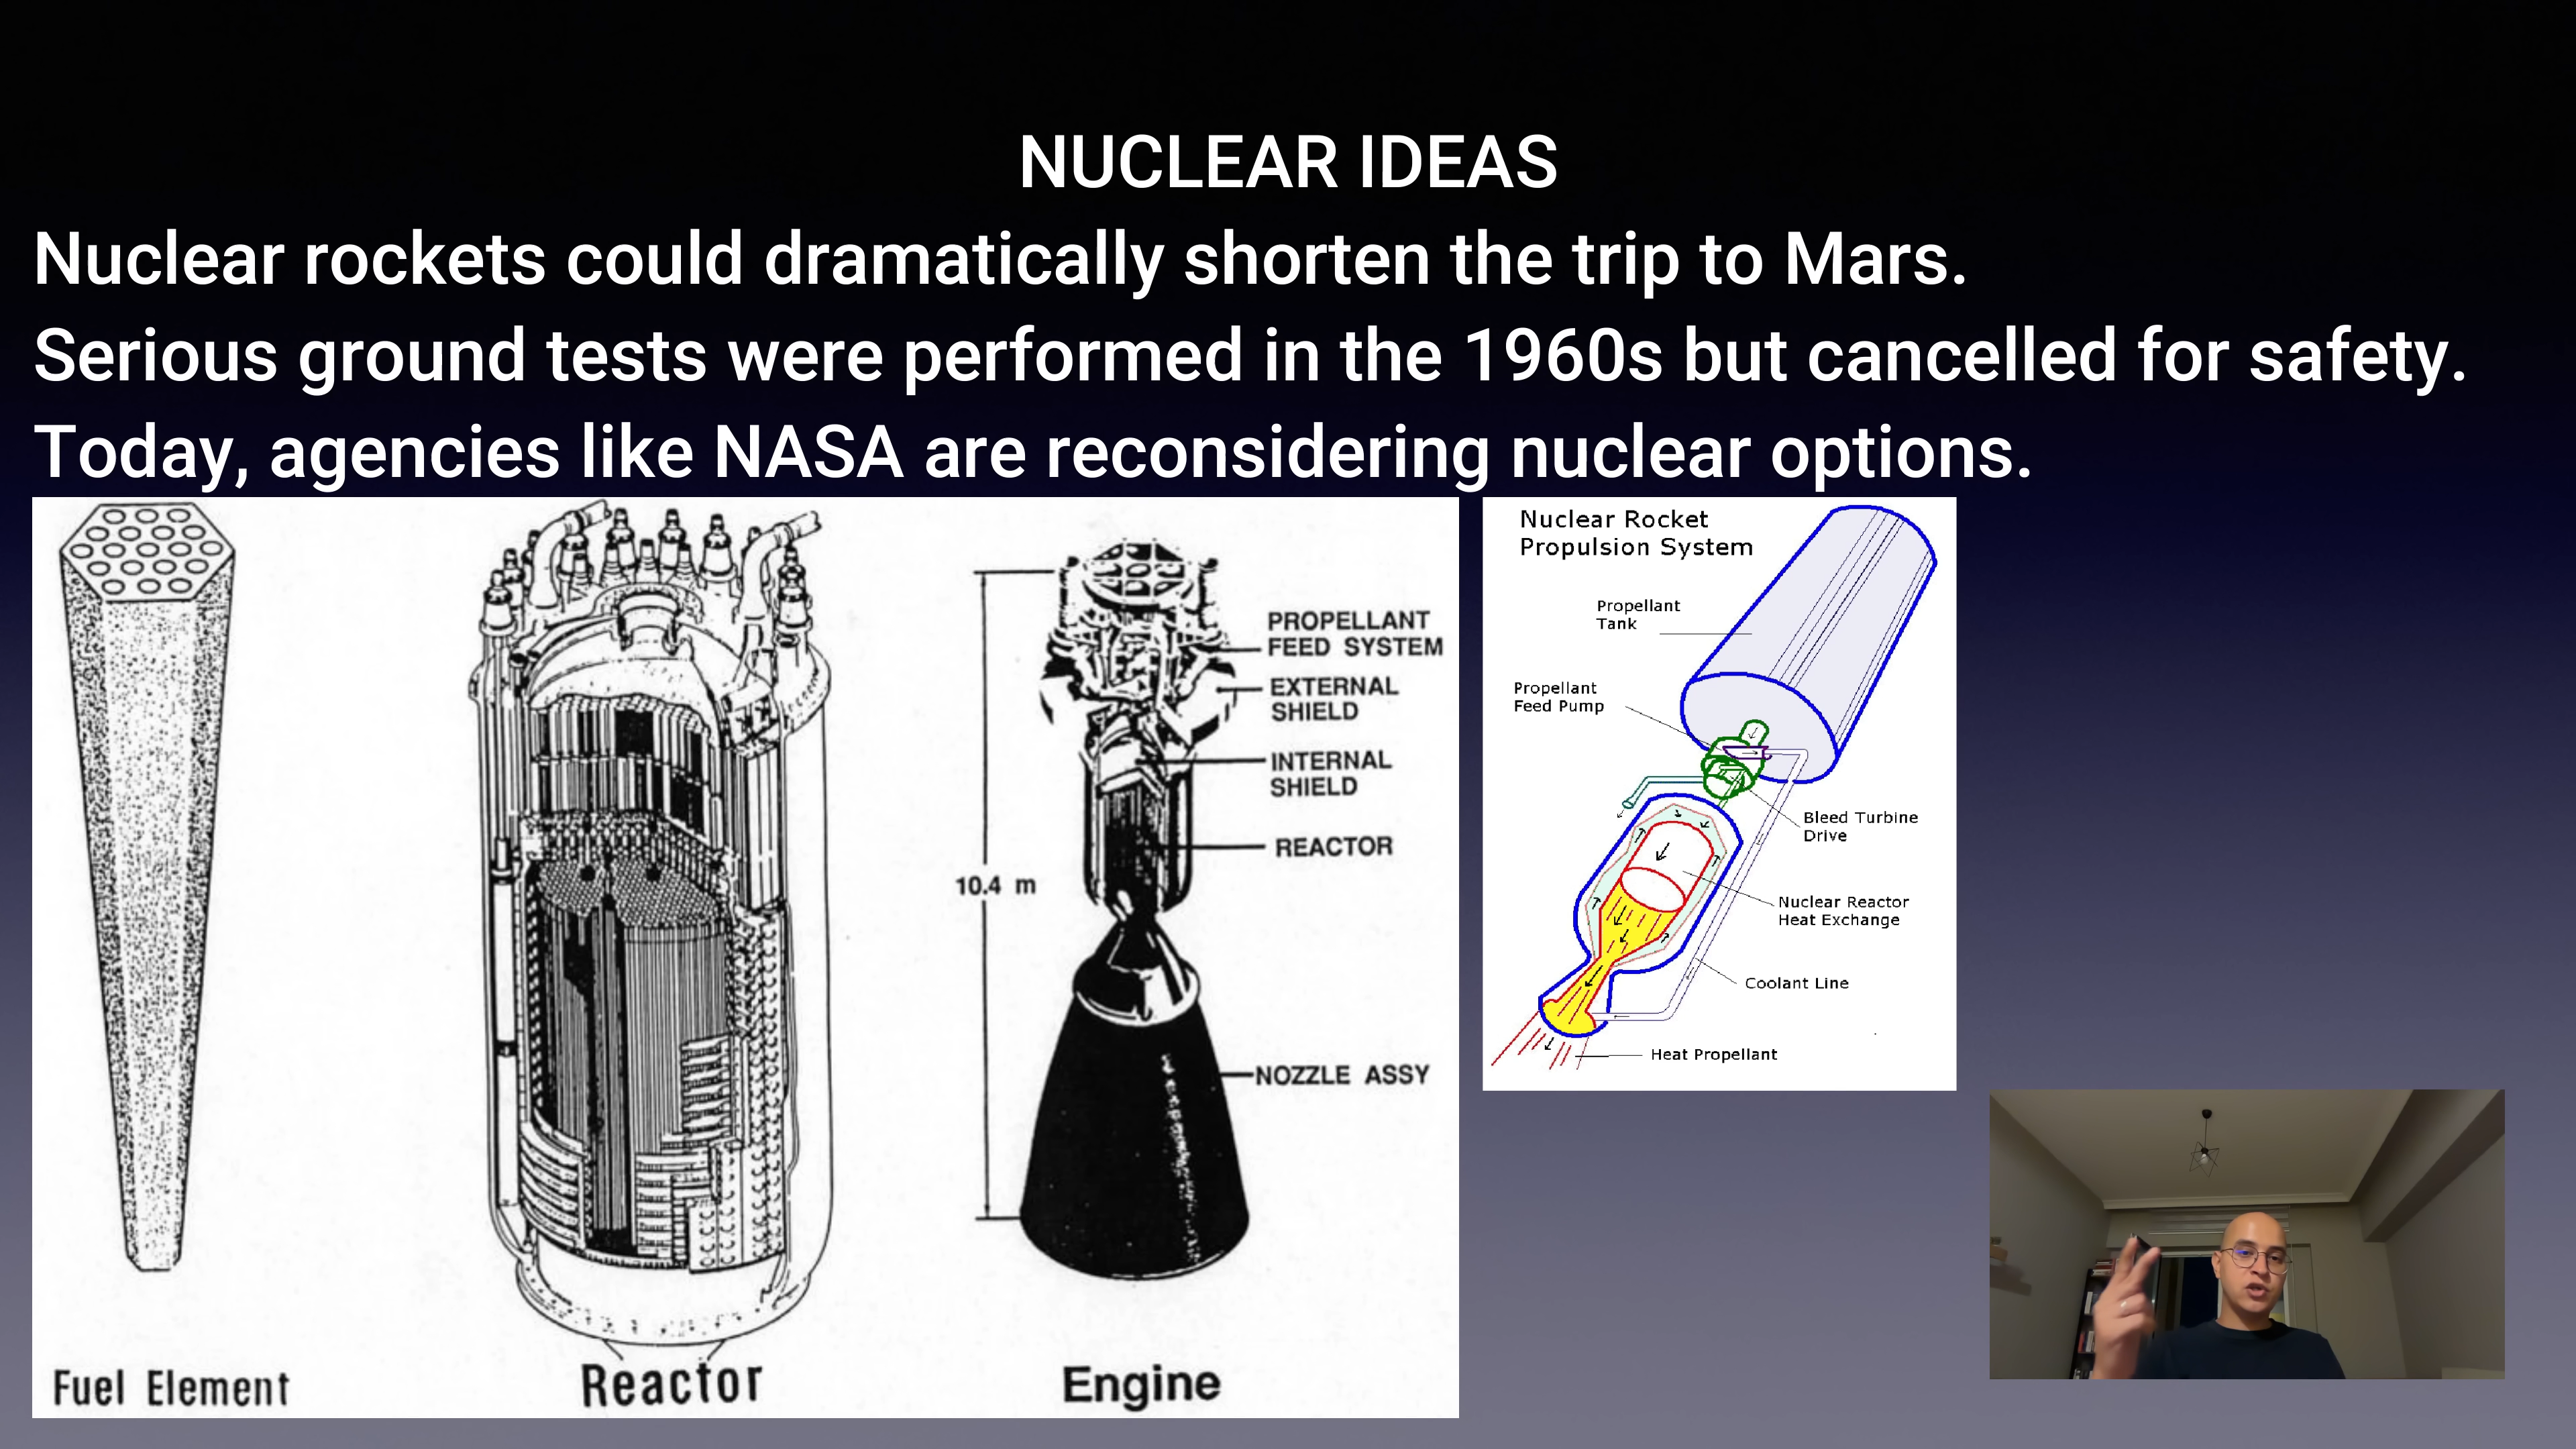 NUCLEAR IDEAS
Nuclear rockets could dramatically shorten the trip to Mars.
Serious ground tests were performed in the 1960s but cancelled for safety.
Today, agencies like NASA are reconsidering nuclear options.
PROPELLANT
FEED SYSTEM
EXTERNAL
SHIELD
INTERNAL
SHIELD
REACTOR
10.4 m
NOZZLE ASSY
Fuel Element
Reactor
Engine
Nuclear Rocket
Propulsion System
Propellant
Tank
Propellant
Feed Pump
Bleed Turbine
Drive
Nuclear Reactor
Heat Exchange
Coolant Line
Heat Propellant